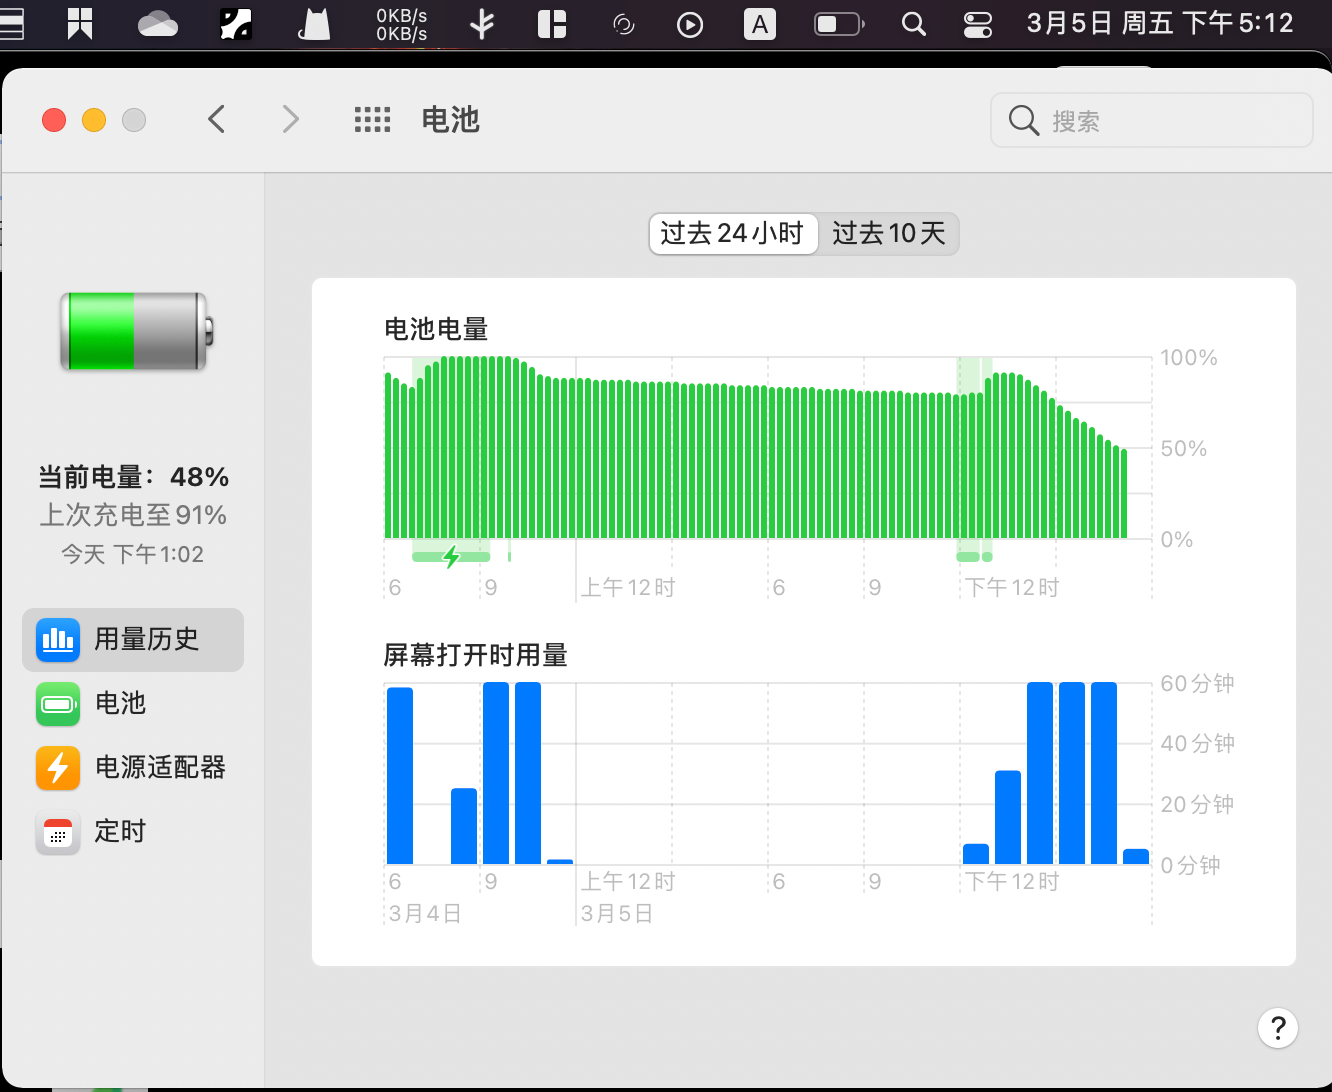 0KB/s
0KB/s
A
3月5日 周五 下午5:12
电池
搜索
过去24小时 过去10天
当前电量：48%
上次充电至91%
今天 下午1:02
用量历史
电池
电源适配器
定时
电池电量
100%
50%
0%
6 9 上午12时 6 9 下午12时
屏幕打开时用量
60分钟
40分钟
20分钟
0分钟
6 9 上午12时 6 9 下午12时
3月4日 3月5日
?